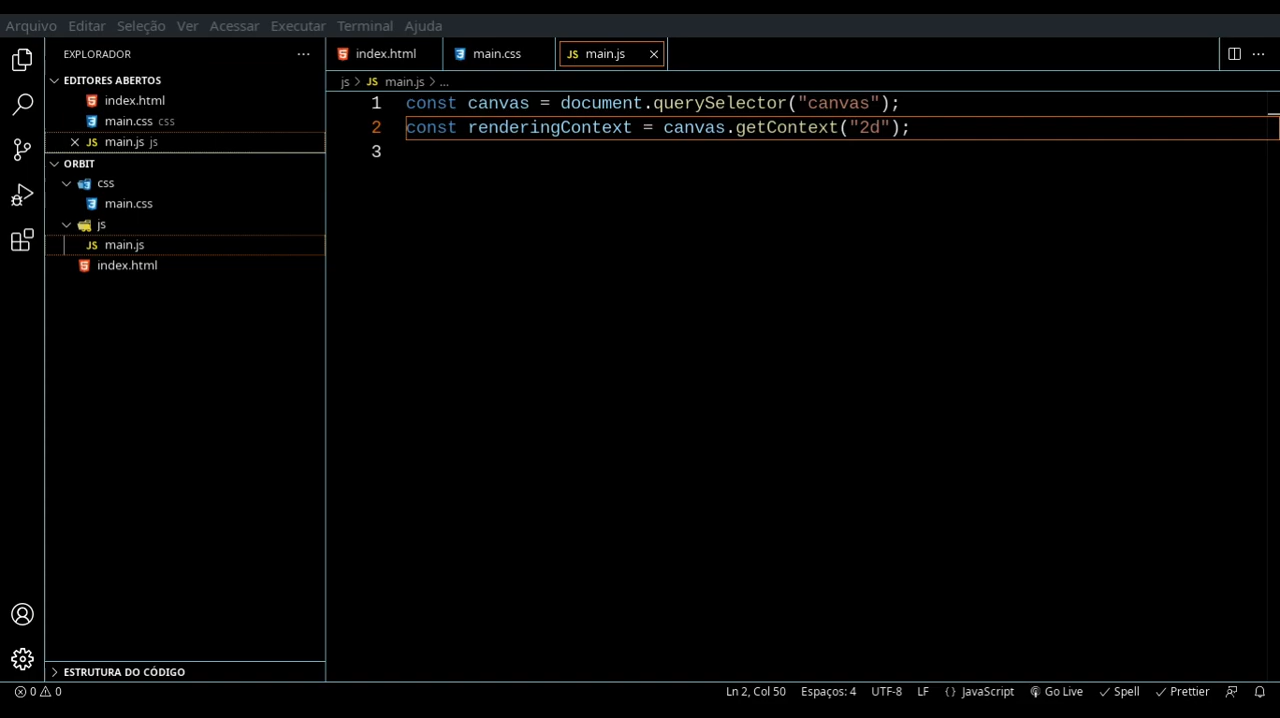 Arquivo Editar Seleção Ver Acessar Executar Terminal Ajuda
EXPLORADOR ...
EDITORES ABERTOS
index.html
main.css css
main.js js
ORBIT
css
main.css
js
JS main.js
index.html
ESTRUTURA DO CÓDIGO
index.html main.css JS main.js
js > JS main.js > ...
1 const canvas = document.querySelector("canvas");
2 const renderingContext = canvas.getContext("2d");
3
0 0 Ln 2, Col 50 Espaços: 4 UTF-8 LF {} JavaScript Go Live Spell Prettier